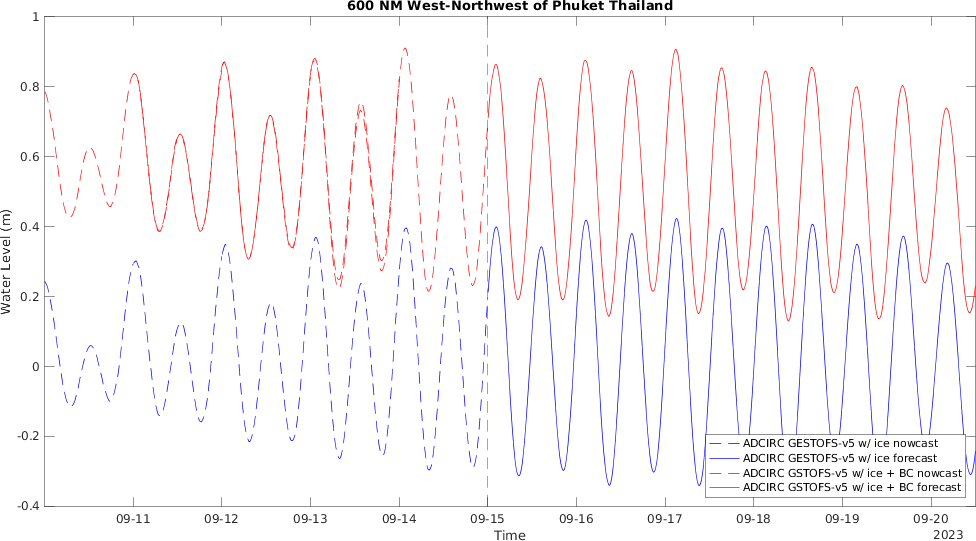 600 NM West-Northwest of Phuket Thailand
1
0.8
0.6
0.4
0.2
0
-0.2
-0.4
Water Level (m)
ADCIRC GESTOFS-v5 w/ ice nowcast
ADCIRC GESTOFS-v5 w/ ice forecast
ADCIRC GSTOFS-v5 w/ ice + BC nowcast
ADCIRC GSTOFS-v5 w/ ice + BC forecast
09-11 09-12 09-13 09-14 09-15 09-16 09-17 09-18 09-19 09-20
Time
2023